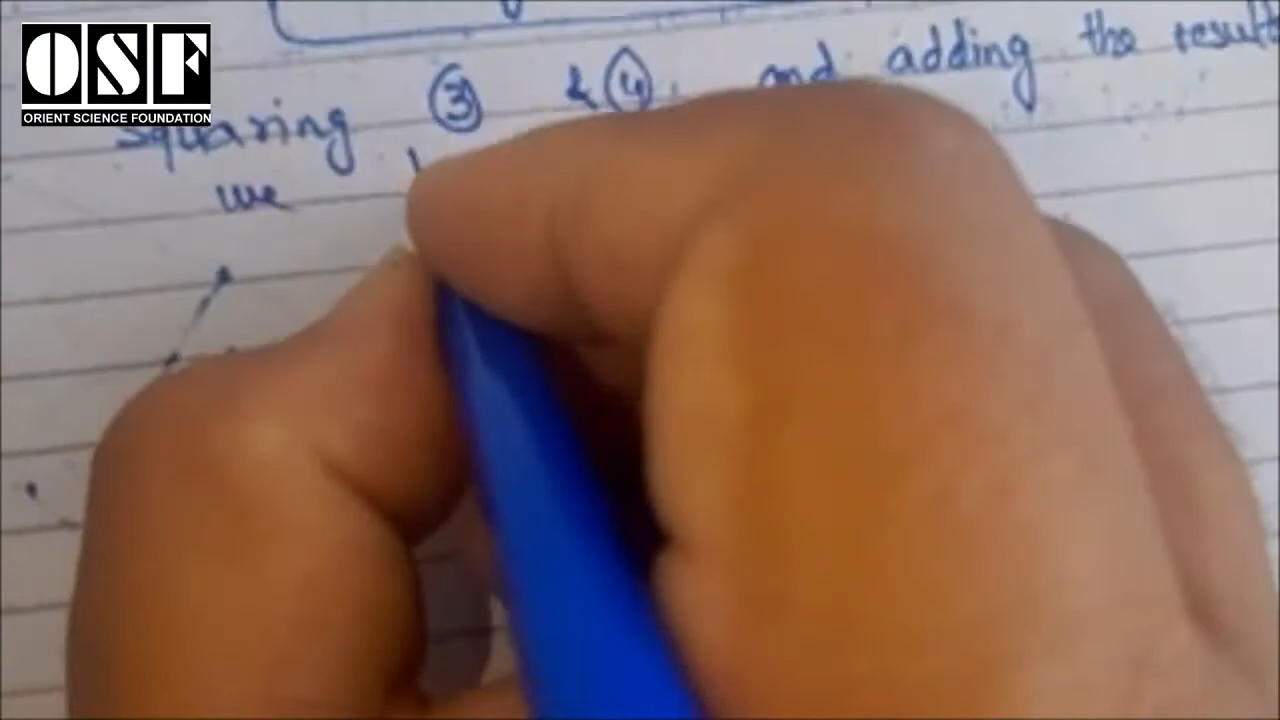 OSF
ORIENT SCIENCE FOUNDATION
Squaring ③ & ④, and adding the result
we